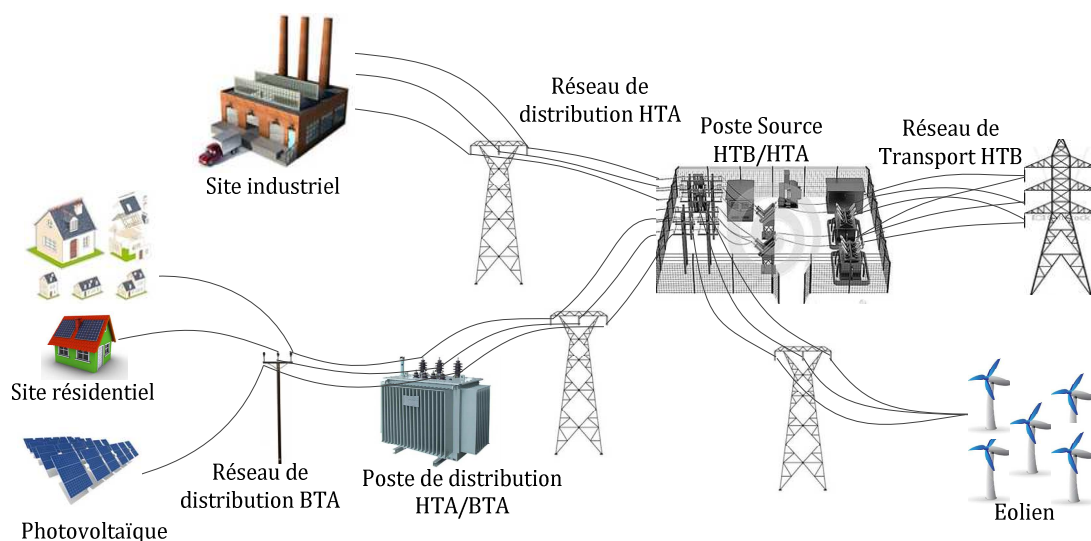 Réseau de
distribution HTA
Poste Source
HTB/HTA
Réseau de
Transport HTB
Site industriel
Site résidentiel
Réseau de
distribution BTA
Poste de distribution
HTA/BTA
Photovoltaïque
Eolien